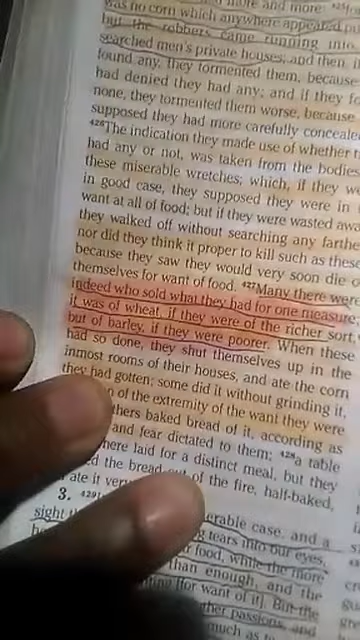 was no corn which anywhere appeared
but the robbers came running into
searched men's private houses; and then, i
found any, they tormented them, because
had denied they had any; and if they f
none, they tormented them worse, because
supposed they had more carefully conceale
426The indication they made use of whether t
had any or not, was taken from the bodies
these miserable wretches; which, if they w
in good case, they supposed they were in
want at all of food; but if they were wasted awa
they walked off without searching any farthe
nor did they think it proper to kill such as these
because they saw they would very soon die o
themselves for want of food. 427Many there wer
indeed who sold what they had for one measure;
it was of wheat, if they were of the richer sort,
but of barley, if they were poorer. When these
had so done, they shut themselves up in the
inmost rooms of their houses, and ate the corn
they had gotten; some did it without grinding it,
n of the extremity of the want they were
thers baked bread of it, according as
and fear dictated to them; 428a table
here laid for a distinct meal, but they
d the bread out of the fire, half-baked,
ate it very
3. 429
erable case, and a
sight
g tears into our eyes,
r food, while the more
than enough, and the
[for want of it]. But the
ther passions, and
much as